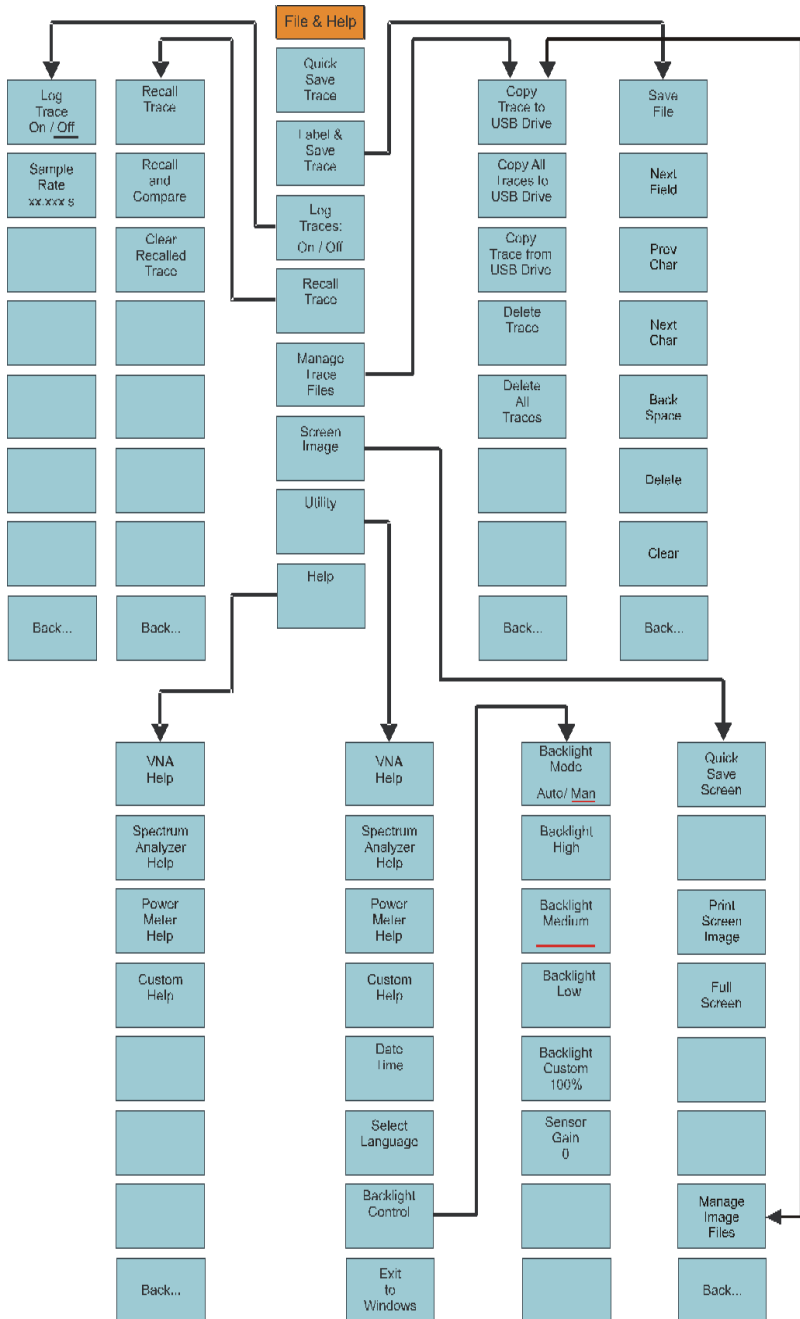 File & Help
Quick
Save
Trace
Label &
Save
Trace
Log
Traces:
On / Off
Recall
Trace
Manage
Trace
Files
Screen
Image
Utility
Help
Log
Trace
On / Off
Sample
Rate
xx.xxx s
Back...
Recall
Trace
Recall
and
Compare
Clear
Recalled
Trace
Back...
Copy
Trace to
USB Drive
Copy All
Traces to
USB Drive
Copy
Trace from
USB Drive
Delete
Trace
Delete
All
Traces
Back...
Save
File
Next
Field
Prev
Char
Next
Char
Back
Space
Delete
Clear
Back...
VNA
Help
Spectrum
Analyzer
Help
Power
Meter
Help
Custom
Help
Back...
VNA
Help
Spectrum
Analyzer
Help
Power
Meter
Help
Custom
Help
Date
Time
Select
Language
Backlight
Control
Exit
to
Windows
Backlight
Mode
Auto/ Man
Backlight
High
Backlight
Medium
Backlight
Low
Backlight
Custom
100%
Sensor
Gain
0
Quick
Save
Screen
Print
Screen
Image
Full
Screen
Manage
Image
Files
Back...